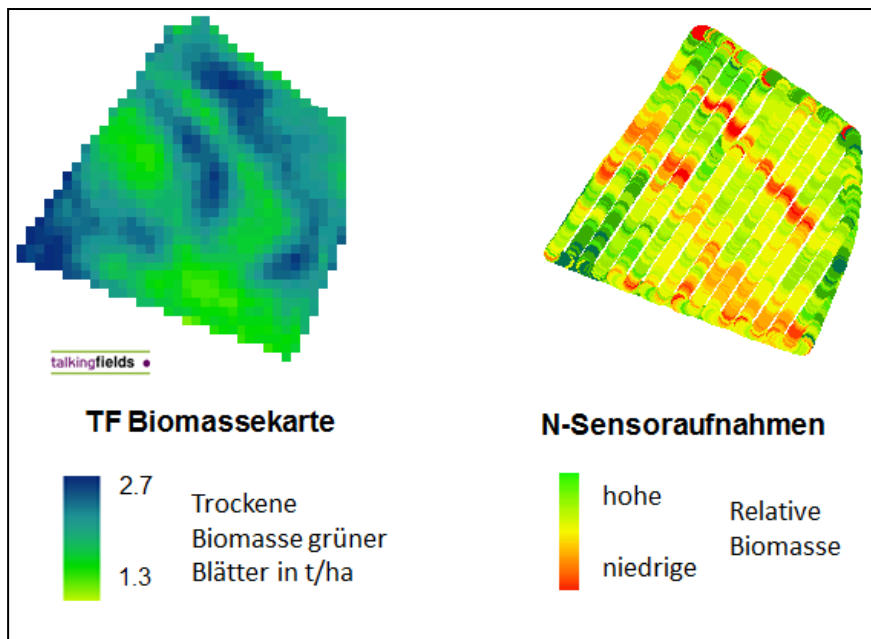 talkingfields
TF Biomassekarte
2.7
1.3
Trockene
Biomasse grüner
Blätter in t/ha
N-Sensoraufnahmen
hohe
niedrige
Relative
Biomasse